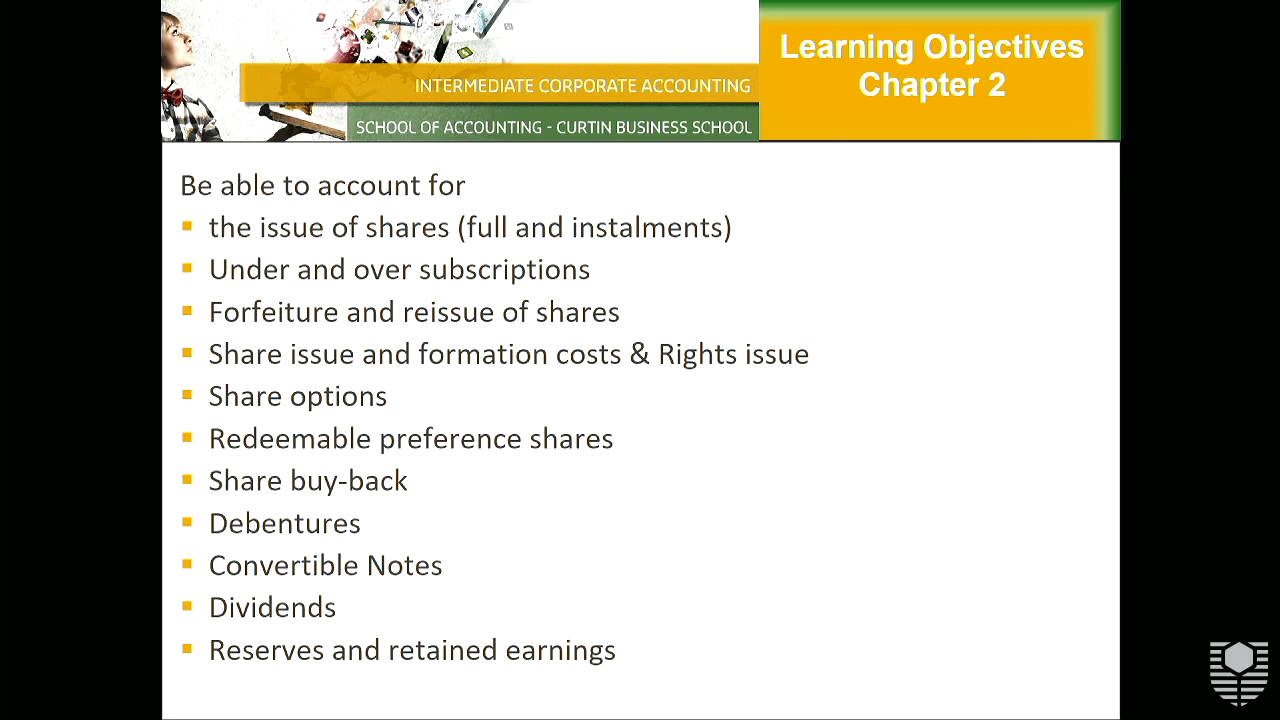 Learning Objectives
Chapter 2
INTERMEDIATE CORPORATE ACCOUNTING
SCHOOL OF ACCOUNTING - CURTIN BUSINESS SCHOOL
Be able to account for
the issue of shares (full and instalments)
Under and over subscriptions
Forfeiture and reissue of shares
Share issue and formation costs & Rights issue
Share options
Redeemable preference shares
Share buy-back
Debentures
Convertible Notes
Dividends
Reserves and retained earnings